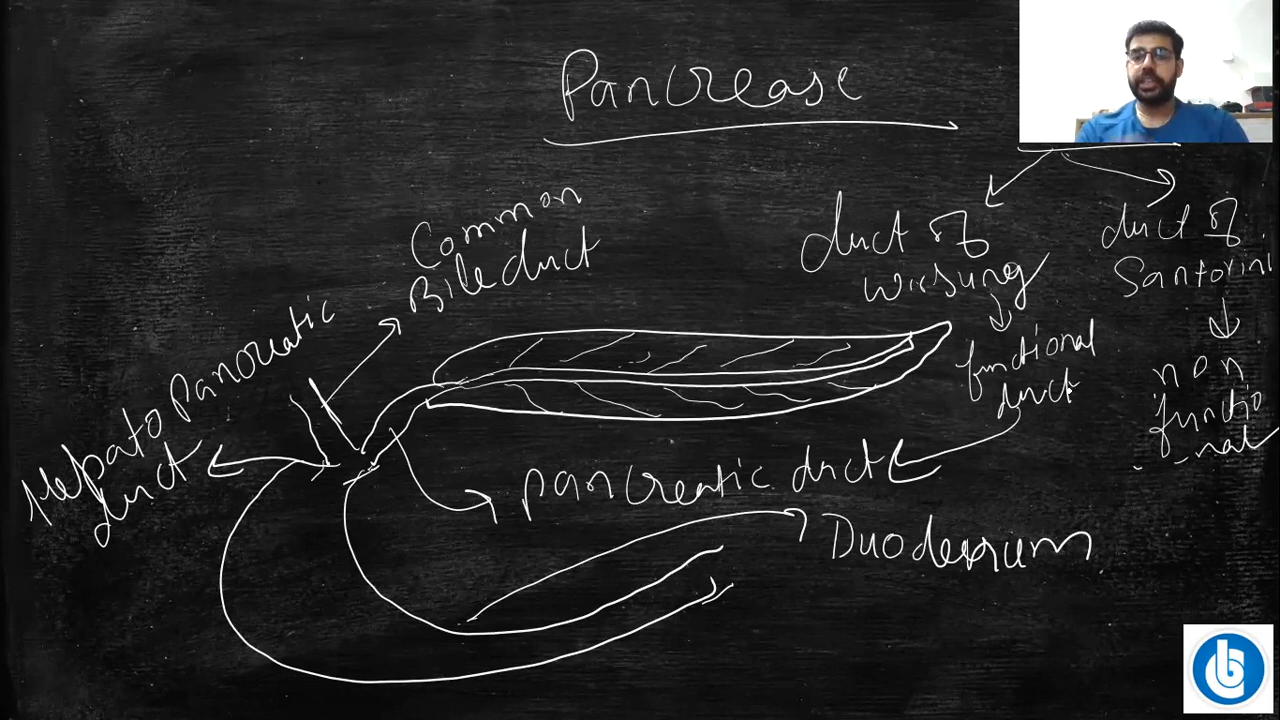 Pancrease
Common
Bile duct
Hepato Pancreatic
duct
duct of
wirsung
functional
duct
duct of
Santorini
non
functio
nal
pancreatic duct
Duodenum